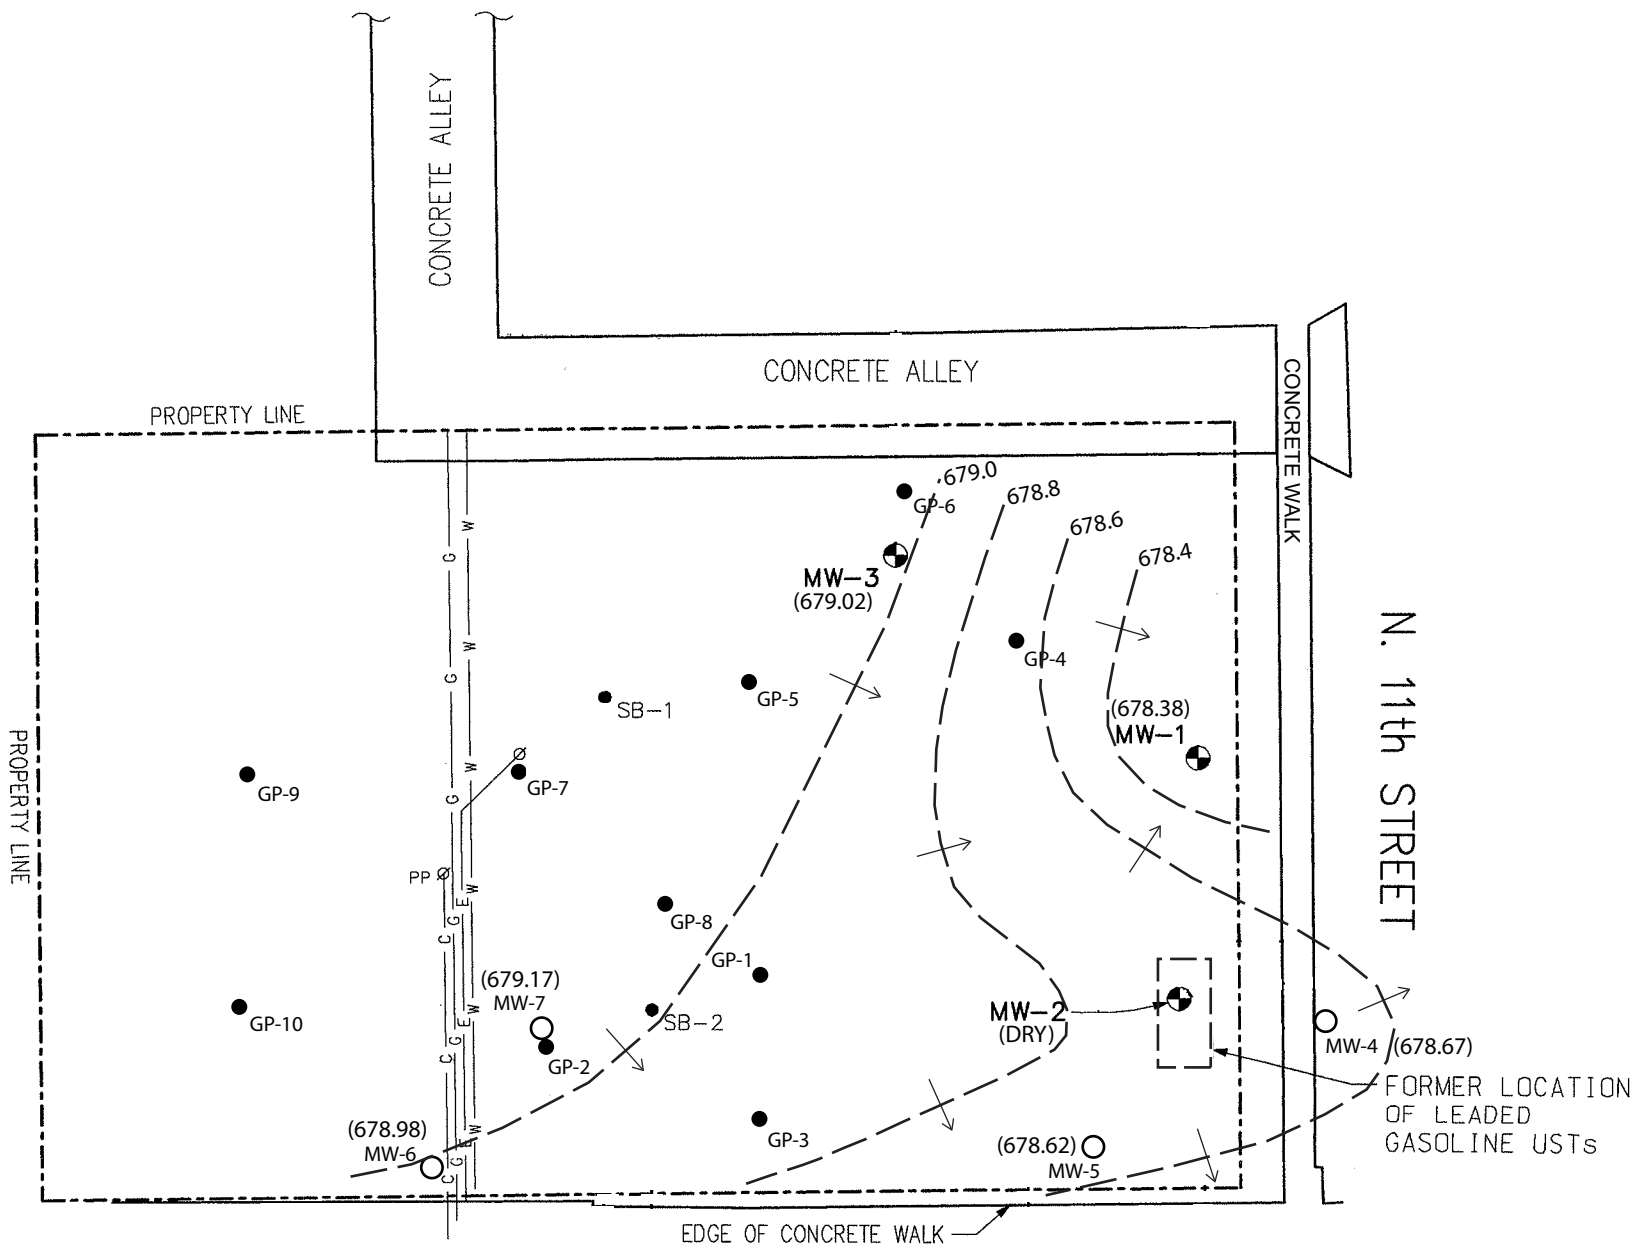 CONCRETE ALLEY
CONCRETE ALLEY
CONCRETE WALK
PROPERTY LINE
679.0
678.8
678.6
678.4
GP-6
MW-3
(679.02)
G
W
G
W
G
W
N. 11th STREET
GP-4
GP-5
SB-1
(678.38)
MW-1
PROPERTY LINE
GP-9
GP-7
PP
C
G
E
W
GP-8
GP-1
(679.17)
MW-7
GP-10
SB-2
MW-2
(DRY)
C
G
E
W
GP-2
MW-4
(678.67)
FORMER LOCATION
OF LEADED
GASOLINE USTs
GP-3
(678.98)
MW-6
C
G
E
W
(678.62)
MW-5
EDGE OF CONCRETE WALK